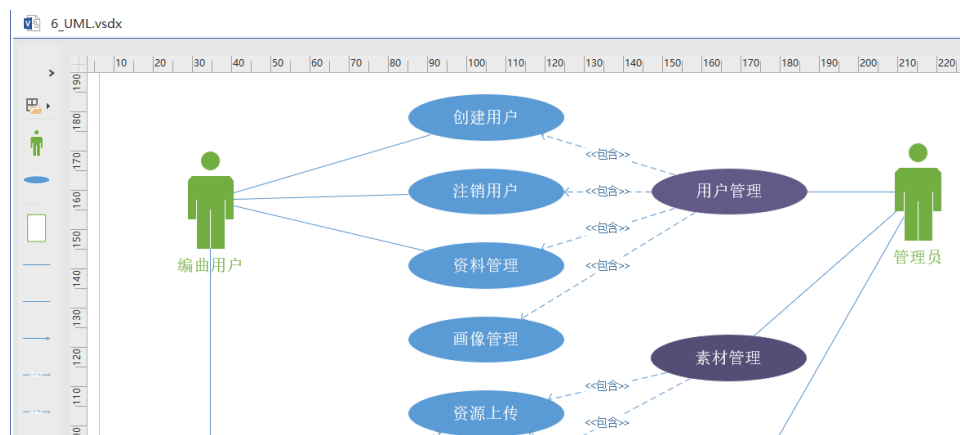 6_UML.vsdx
10 20 30 40 50 60 70 80 90 100 110 120 130 140 150 160 170 180 190 200 210 220
190
180
170
160
150
140
130
120
110
创建用户
<<包含>>
注销用户
<<包含>>
用户管理
<<包含>>
编曲用户
资料管理
<<包含>>
管理员
画像管理
素材管理
<<包含>>
资源上传
<<包含>>